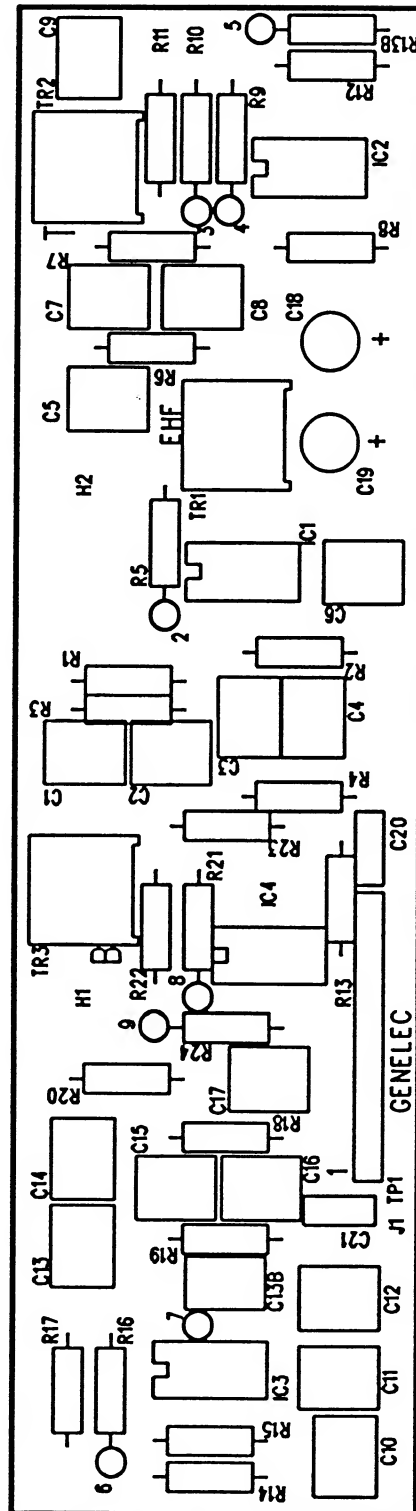 C9
TR2
R11
R10
R9
5
R13B
R12
IC2
T
3
4
R7
R8
C7
C8
C18
+
R6
C5
EHF
H2
TR1
C19
+
R5
IC1
2
C6
R1
R3
R2
C1
C2
C3
C4
R4
R23
C20
TR3
R21
IC4
BB
H1
R22
8
R13
9
R24
GENELEC
R20
C17
R18
C15
C14
C16
1
J1 TP1
C13
R19
C21
C13B
C12
7
R17
R16
IC3
C11
6
R15
R14
C10